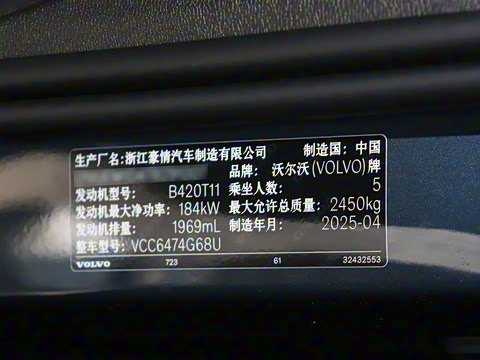 生产厂名:浙江豪情汽车制造有限公司 制造国:中国
品牌: 沃尔沃(VOLVO)牌
发动机型号: B420T11 乘坐人数: 5
发动机最大净功率: 184kW 最大允许总质量: 2450kg
发动机排量: 1969mL 制造年月: 2025-04
整车型号: VCC6474G68U
VOLVO 723 61 32432553